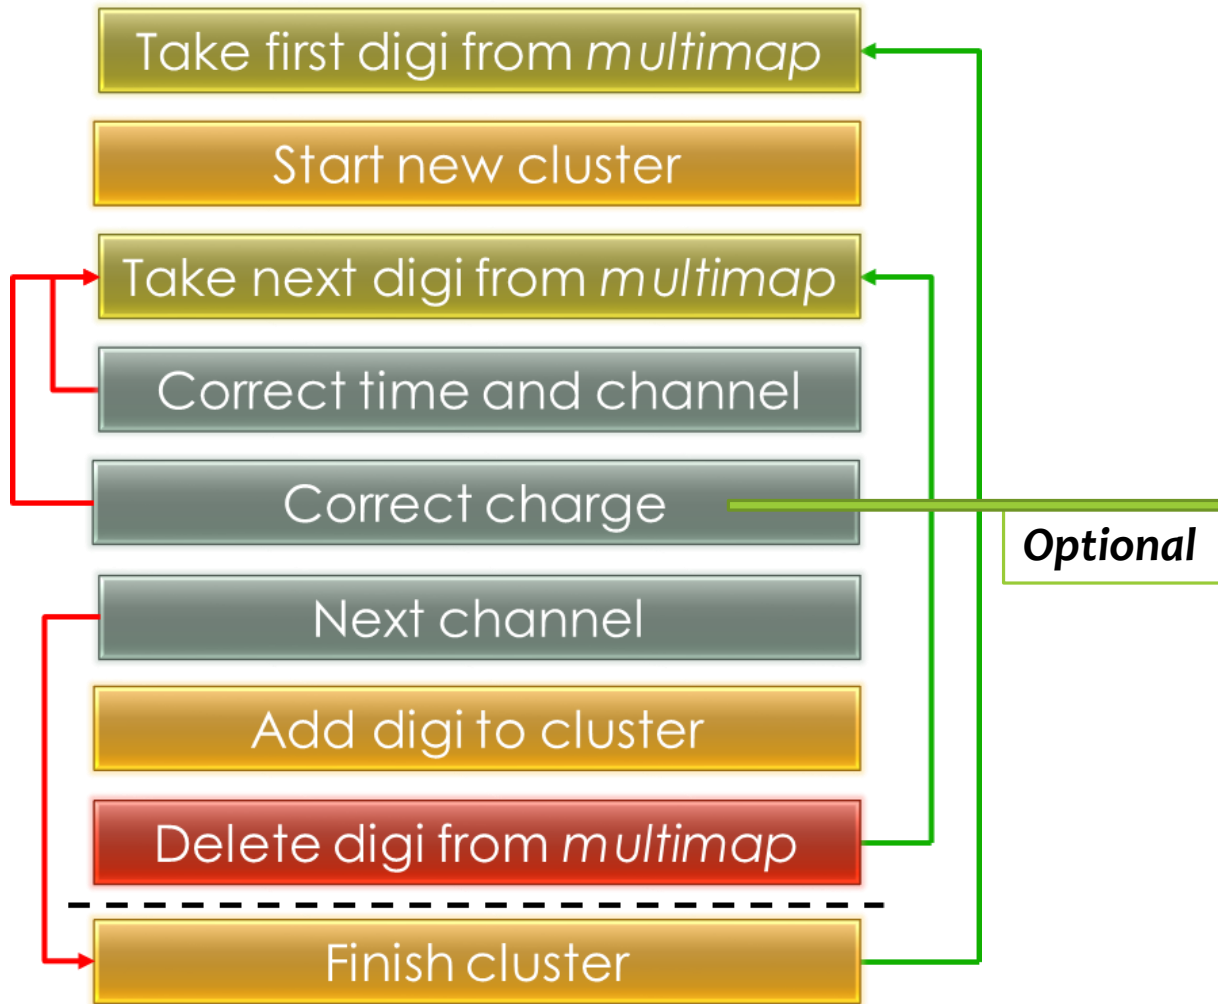 Take first digi from multimap
Start new cluster
Take next digi from multimap
Correct time and channel
Correct charge
Optional
Next channel
Add digi to cluster
Delete digi from multimap
Finish cluster